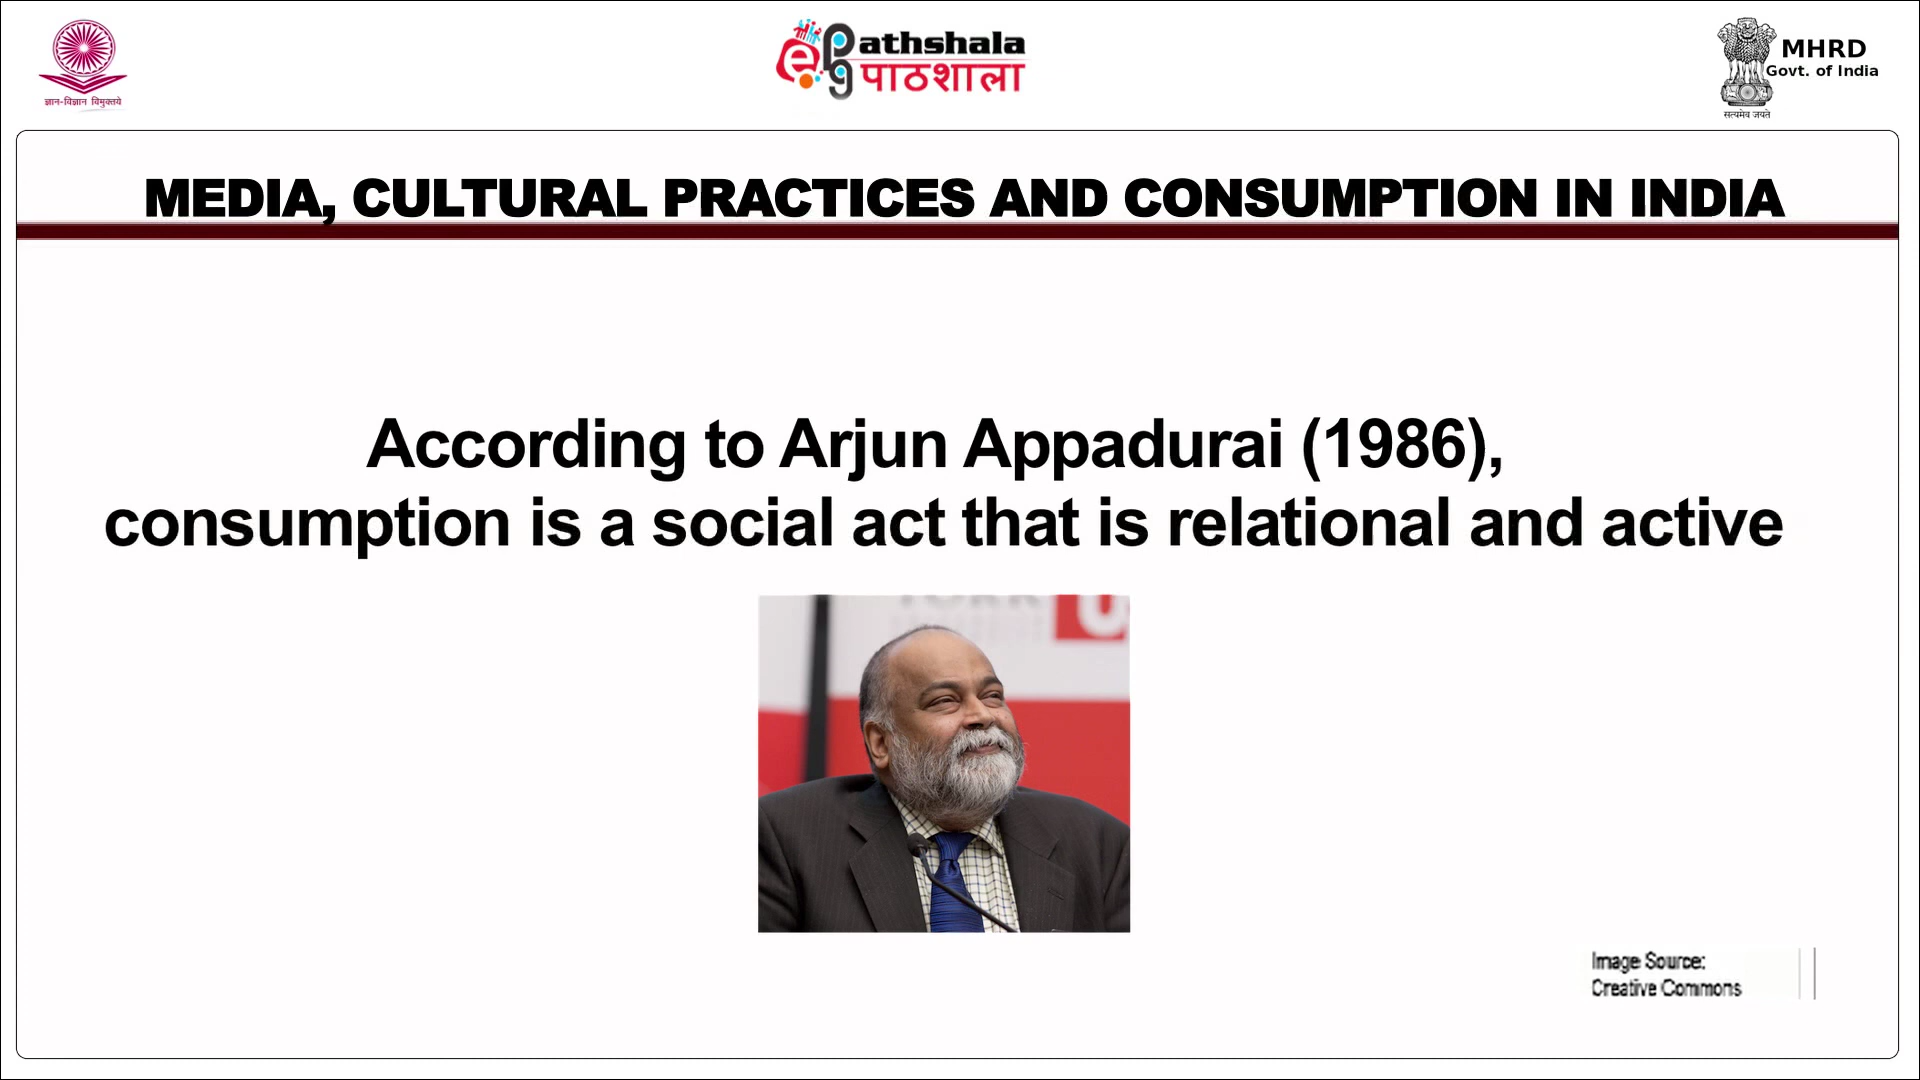 ज्ञान-विज्ञान विमुक्तये
ePG athshala
पाठशाला
MHRD
Govt. of India
सत्यमेव जयते
MEDIA, CULTURAL PRACTICES AND CONSUMPTION IN INDIA
According to Arjun Appadurai (1986),
consumption is a social act that is relational and active
Image Source:
Creative Commons